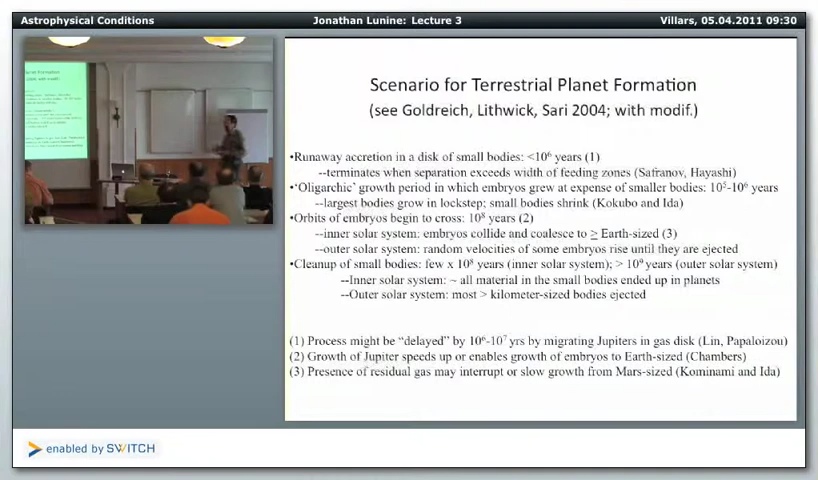 Astrophysical Conditions
Jonathan Lunine: Lecture 3
Villars, 05.04.2011 09:30
Scenario for Terrestrial Planet Formation
(see Goldreich, Lithwick, Sari 2004; with modif.)
•Runaway accretion in a disk of small bodies: <10⁶ years (1)
--terminates when separation exceeds width of feeding zones (Safranov, Hayashi)
•'Oligarchic' growth period in which embryos grew at expense of smaller bodies: 10⁵-10⁶ years
--largest bodies grow in lockstep; small bodies shrink (Kokubo and Ida)
•Orbits of embryos begin to cross: 10⁸ years (2)
--inner solar system: embryos collide and coalesce to ≥ Earth-sized (3)
--outer solar system: random velocities of some embryos rise until they are ejected
•Cleanup of small bodies: few x 10⁸ years (inner solar system); > 10⁹ years (outer solar system)
--Inner solar system: ~ all material in the small bodies ended up in planets
--Outer solar system: most > kilometer-sized bodies ejected
(1) Process might be “delayed” by 10⁶-10⁷ yrs by migrating Jupiters in gas disk (Lin, Papaloizou)
(2) Growth of Jupiter speeds up or enables growth of embryos to Earth-sized (Chambers)
(3) Presence of residual gas may interrupt or slow growth from Mars-sized (Kominami and Ida)
enabled by SWITCH